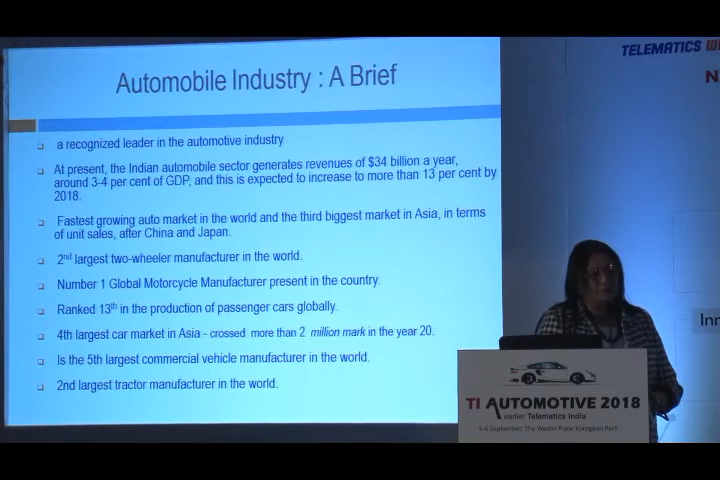 Automobile Industry : A Brief
a recognized leader in the automotive industry
At present, the Indian automobile sector generates revenues of $34 billion a year,
around 3-4 per cent of GDP, and this is expected to increase to more than 13 per cent by
2018.
Fastest growing auto market in the world and the third biggest market in Asia, in terms
of unit sales, after China and Japan.
2nd largest two-wheeler manufacturer in the world.
Number 1 Global Motorcycle Manufacturer present in the country.
Ranked 13th in the production of passenger cars globally.
4th largest car market in Asia - crossed more than 2 million mark in the year 20.
Is the 5th largest commercial vehicle manufacturer in the world.
2nd largest tractor manufacturer in the world.
TELEMATICS
TI AUTOMOTIVE 2018
earlier Telematics India
5-6 September, The Westin Pune Koregaon Park